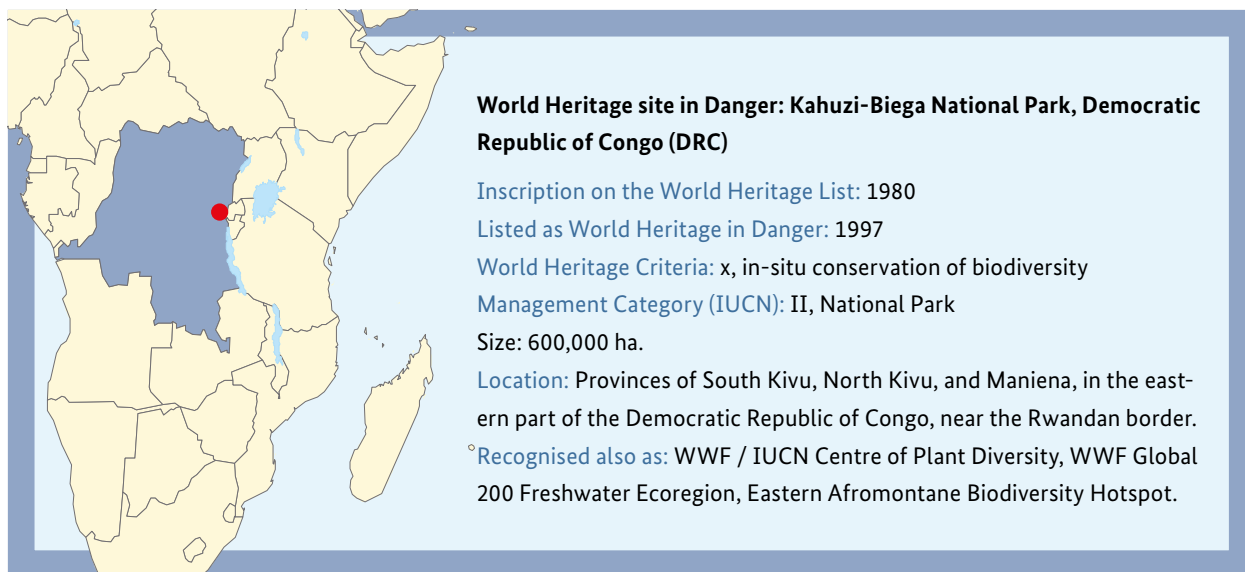 World Heritage site in Danger: Kahuzi-Biega National Park, Democratic
Republic of Congo (DRC)
Inscription on the World Heritage List: 1980
Listed as World Heritage in Danger: 1997
World Heritage Criteria: x, in-situ conservation of biodiversity
Management Category (IUCN): II, National Park
Size: 600,000 ha.
Location: Provinces of South Kivu, North Kivu, and Maniena, in the east-
ern part of the Democratic Republic of Congo, near the Rwandan border.
Recognised also as: WWF / IUCN Centre of Plant Diversity, WWF Global
200 Freshwater Ecoregion, Eastern Afromontane Biodiversity Hotspot.